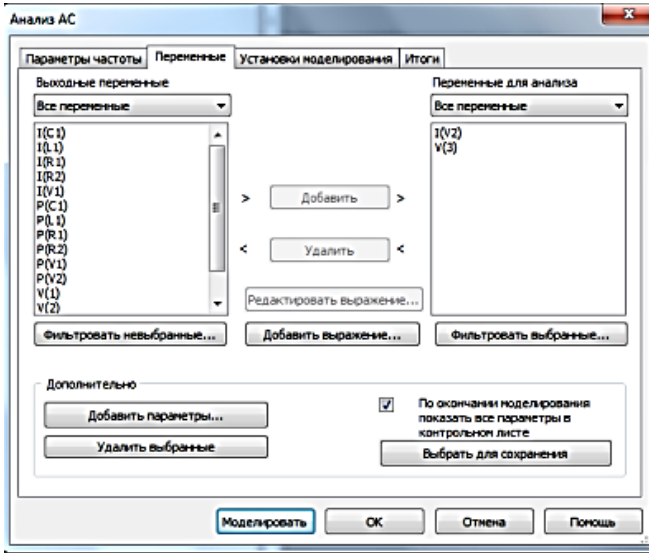 Анализ AC
x
Параметры частоты Переменные Установки моделирования Итоги
Выходные переменные
Все переменные
I(C1)
I(L1)
I(R1)
I(R2)
I(V1)
P(C1)
P(L1)
P(R1)
P(R2)
P(V1)
P(V2)
V(1)
V(2)
Фильтровать невыбранные...
> Добавить >
< Удалить <
Редактировать выражение...
Добавить выражение...
Переменные для анализа
Все переменные
I(V2)
V(3)
Фильтровать выбранные...
Дополнительно
Добавить параметры...
Удалить выбранные
По окончании моделирования
показать все параметры в
контрольном листе
Выбрать для сохранения
Моделировать OK Отмена Помощь